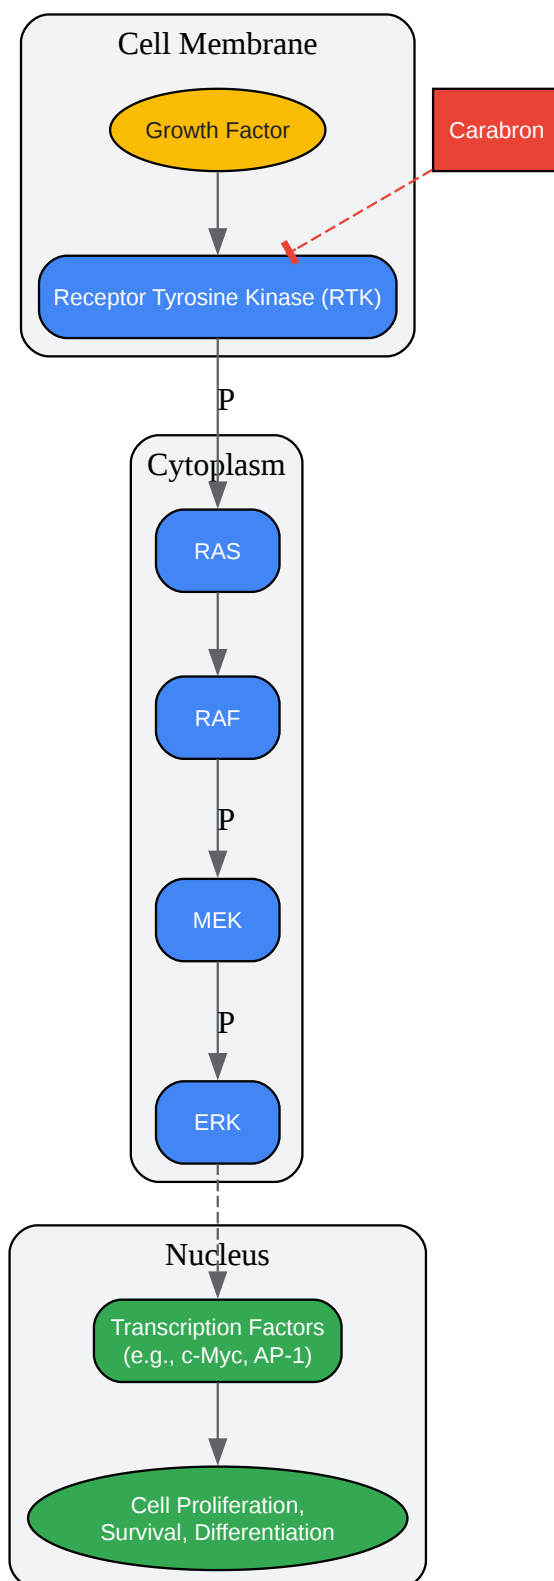 Cell Membrane
Growth Factor
Carabron
Receptor Tyrosine Kinase (RTK)
P
Cytoplasm
RAS
RAF
P
MEK
P
ERK
Nucleus
Transcription Factors
(e.g., c-Myc, AP-1)
Cell Proliferation,
Survival, Differentiation